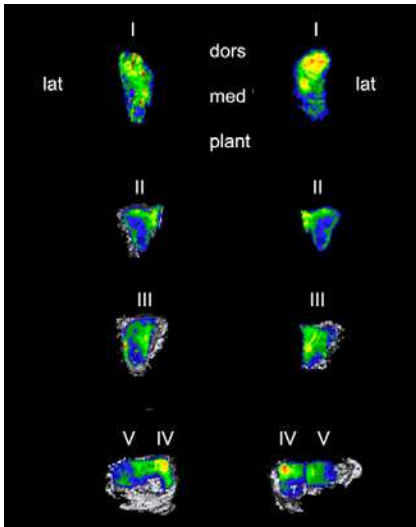 I I
dors
lat med lat
plant
II II
III III
V IV IV V